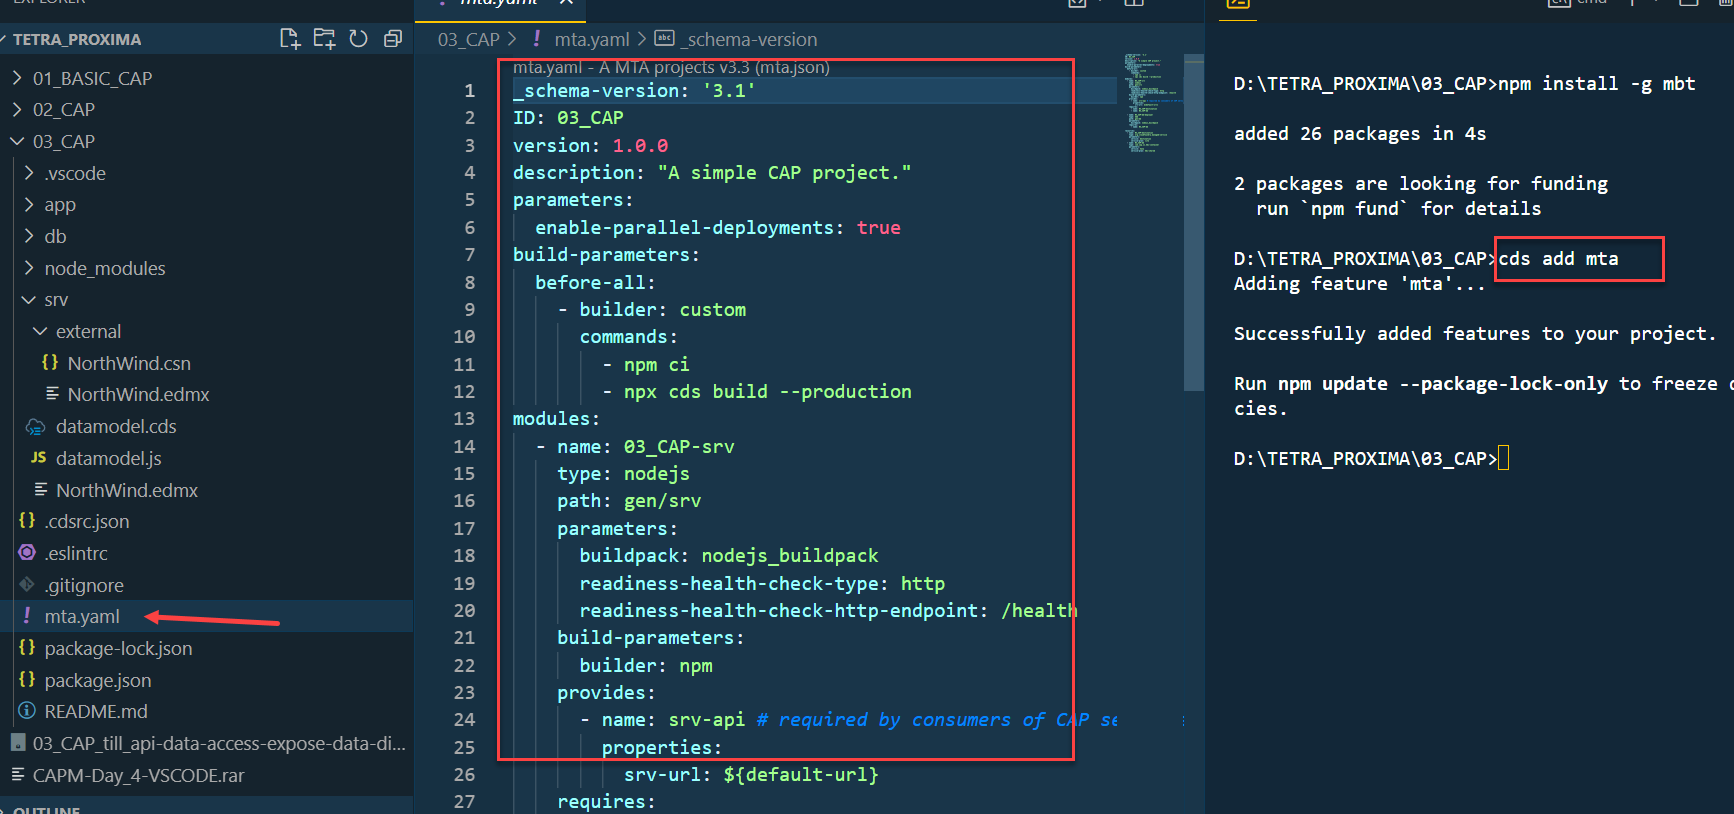 EXPLORER
TETRA_PROXIMA
01_BASIC_CAP
02_CAP
03_CAP
.vscode
app
db
node_modules
srv
external
NorthWind.csn
NorthWind.edmx
datamodel.cds
datamodel.js
NorthWind.edmx
.cdsrc.json
.eslintrc
.gitignore
mta.yaml
package-lock.json
package.json
README.md
03_CAP_till_api-data-access-expose-data-di...
CAPM-Day_4-VSCODE.rar
OUTLINE
mta.yaml
03_CAP > ! mta.yaml > abc _schema-version
mta.yaml - A MTA projects v3.3 (mta.json)
1 _schema-version: '3.1'
2 ID: 03_CAP
3 version: 1.0.0
4 description: "A simple CAP project."
5 parameters:
6 enable-parallel-deployments: true
7 build-parameters:
8 before-all:
9 - builder: custom
10 commands:
11 - npm ci
12 - npx cds build --production
13 modules:
14 - name: 03_CAP-srv
15 type: nodejs
16 path: gen/srv
17 parameters:
18 buildpack: nodejs_buildpack
19 readiness-health-check-type: http
20 readiness-health-check-http-endpoint: /health
21 build-parameters:
22 builder: npm
23 provides:
24 - name: srv-api # required by consumers of CAP se
25 properties:
26 srv-url: ${default-url}
27 requires:
cmd
D:\TETRA_PROXIMA\03_CAP>npm install -g mbt
added 26 packages in 4s
2 packages are looking for funding
run `npm fund` for details
D:\TETRA_PROXIMA\03_CAP>cds add mta
Adding feature 'mta'...
Successfully added features to your project.
Run npm update --package-lock-only to freeze
cies.
D:\TETRA_PROXIMA\03_CAP>